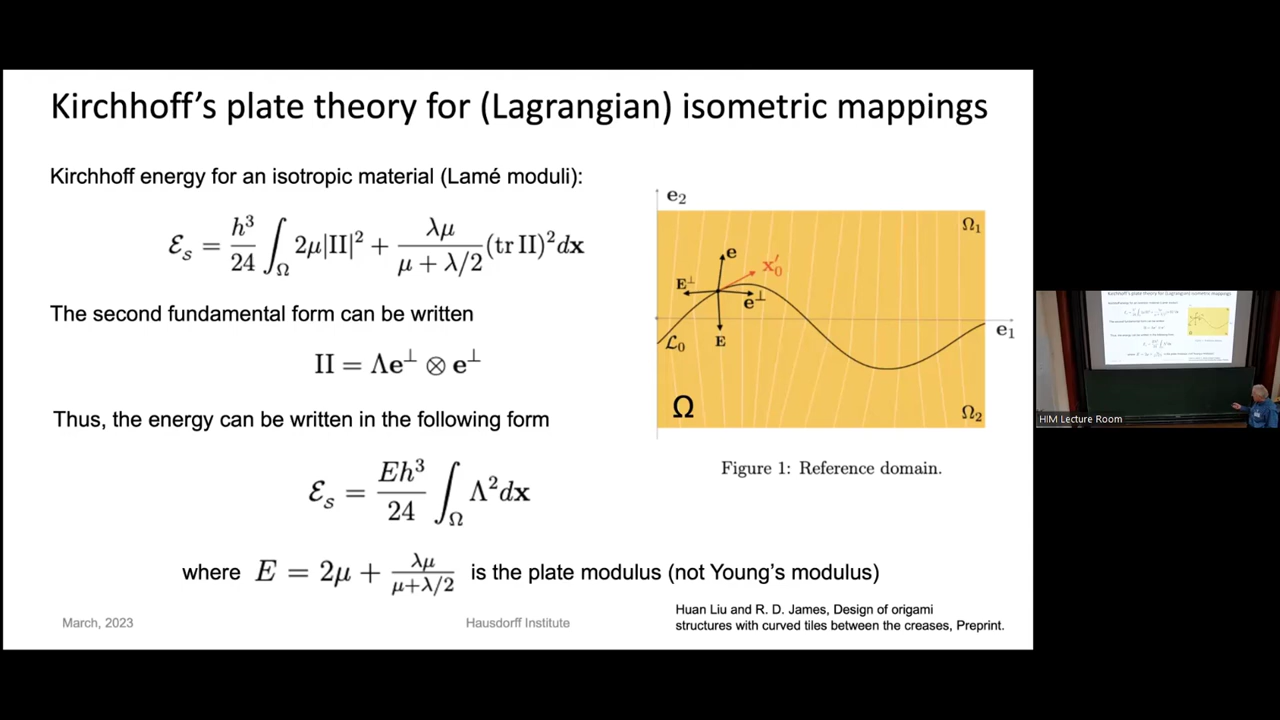 Kirchhoff's plate theory for (Lagrangian) isometric mappings
Kirchhoff energy for an isotropic material (Lamé moduli):
ℰₛ = h³/24 ∫_Ω 2μ|II|² + λμ/(μ + λ/2) (tr II)² dx
The second fundamental form can be written
II = Λe^⊥ ⊗ e^⊥
Thus, the energy can be written in the following form
ℰₛ = Eh³/24 ∫_Ω Λ² dx
where E = 2μ + λμ/(μ+λ/2) is the plate modulus (not Young's modulus)
e₂
Ω₁
e
x′₀
E^⊥
e^⊥
e₁
ℒ₀
E
Ω
Ω₂
Figure 1: Reference domain.
Huan Liu and R. D. James, Design of origami
structures with curved tiles between the creases, Preprint.
March, 2023
Hausdorff Institute
HIM Lecture Room